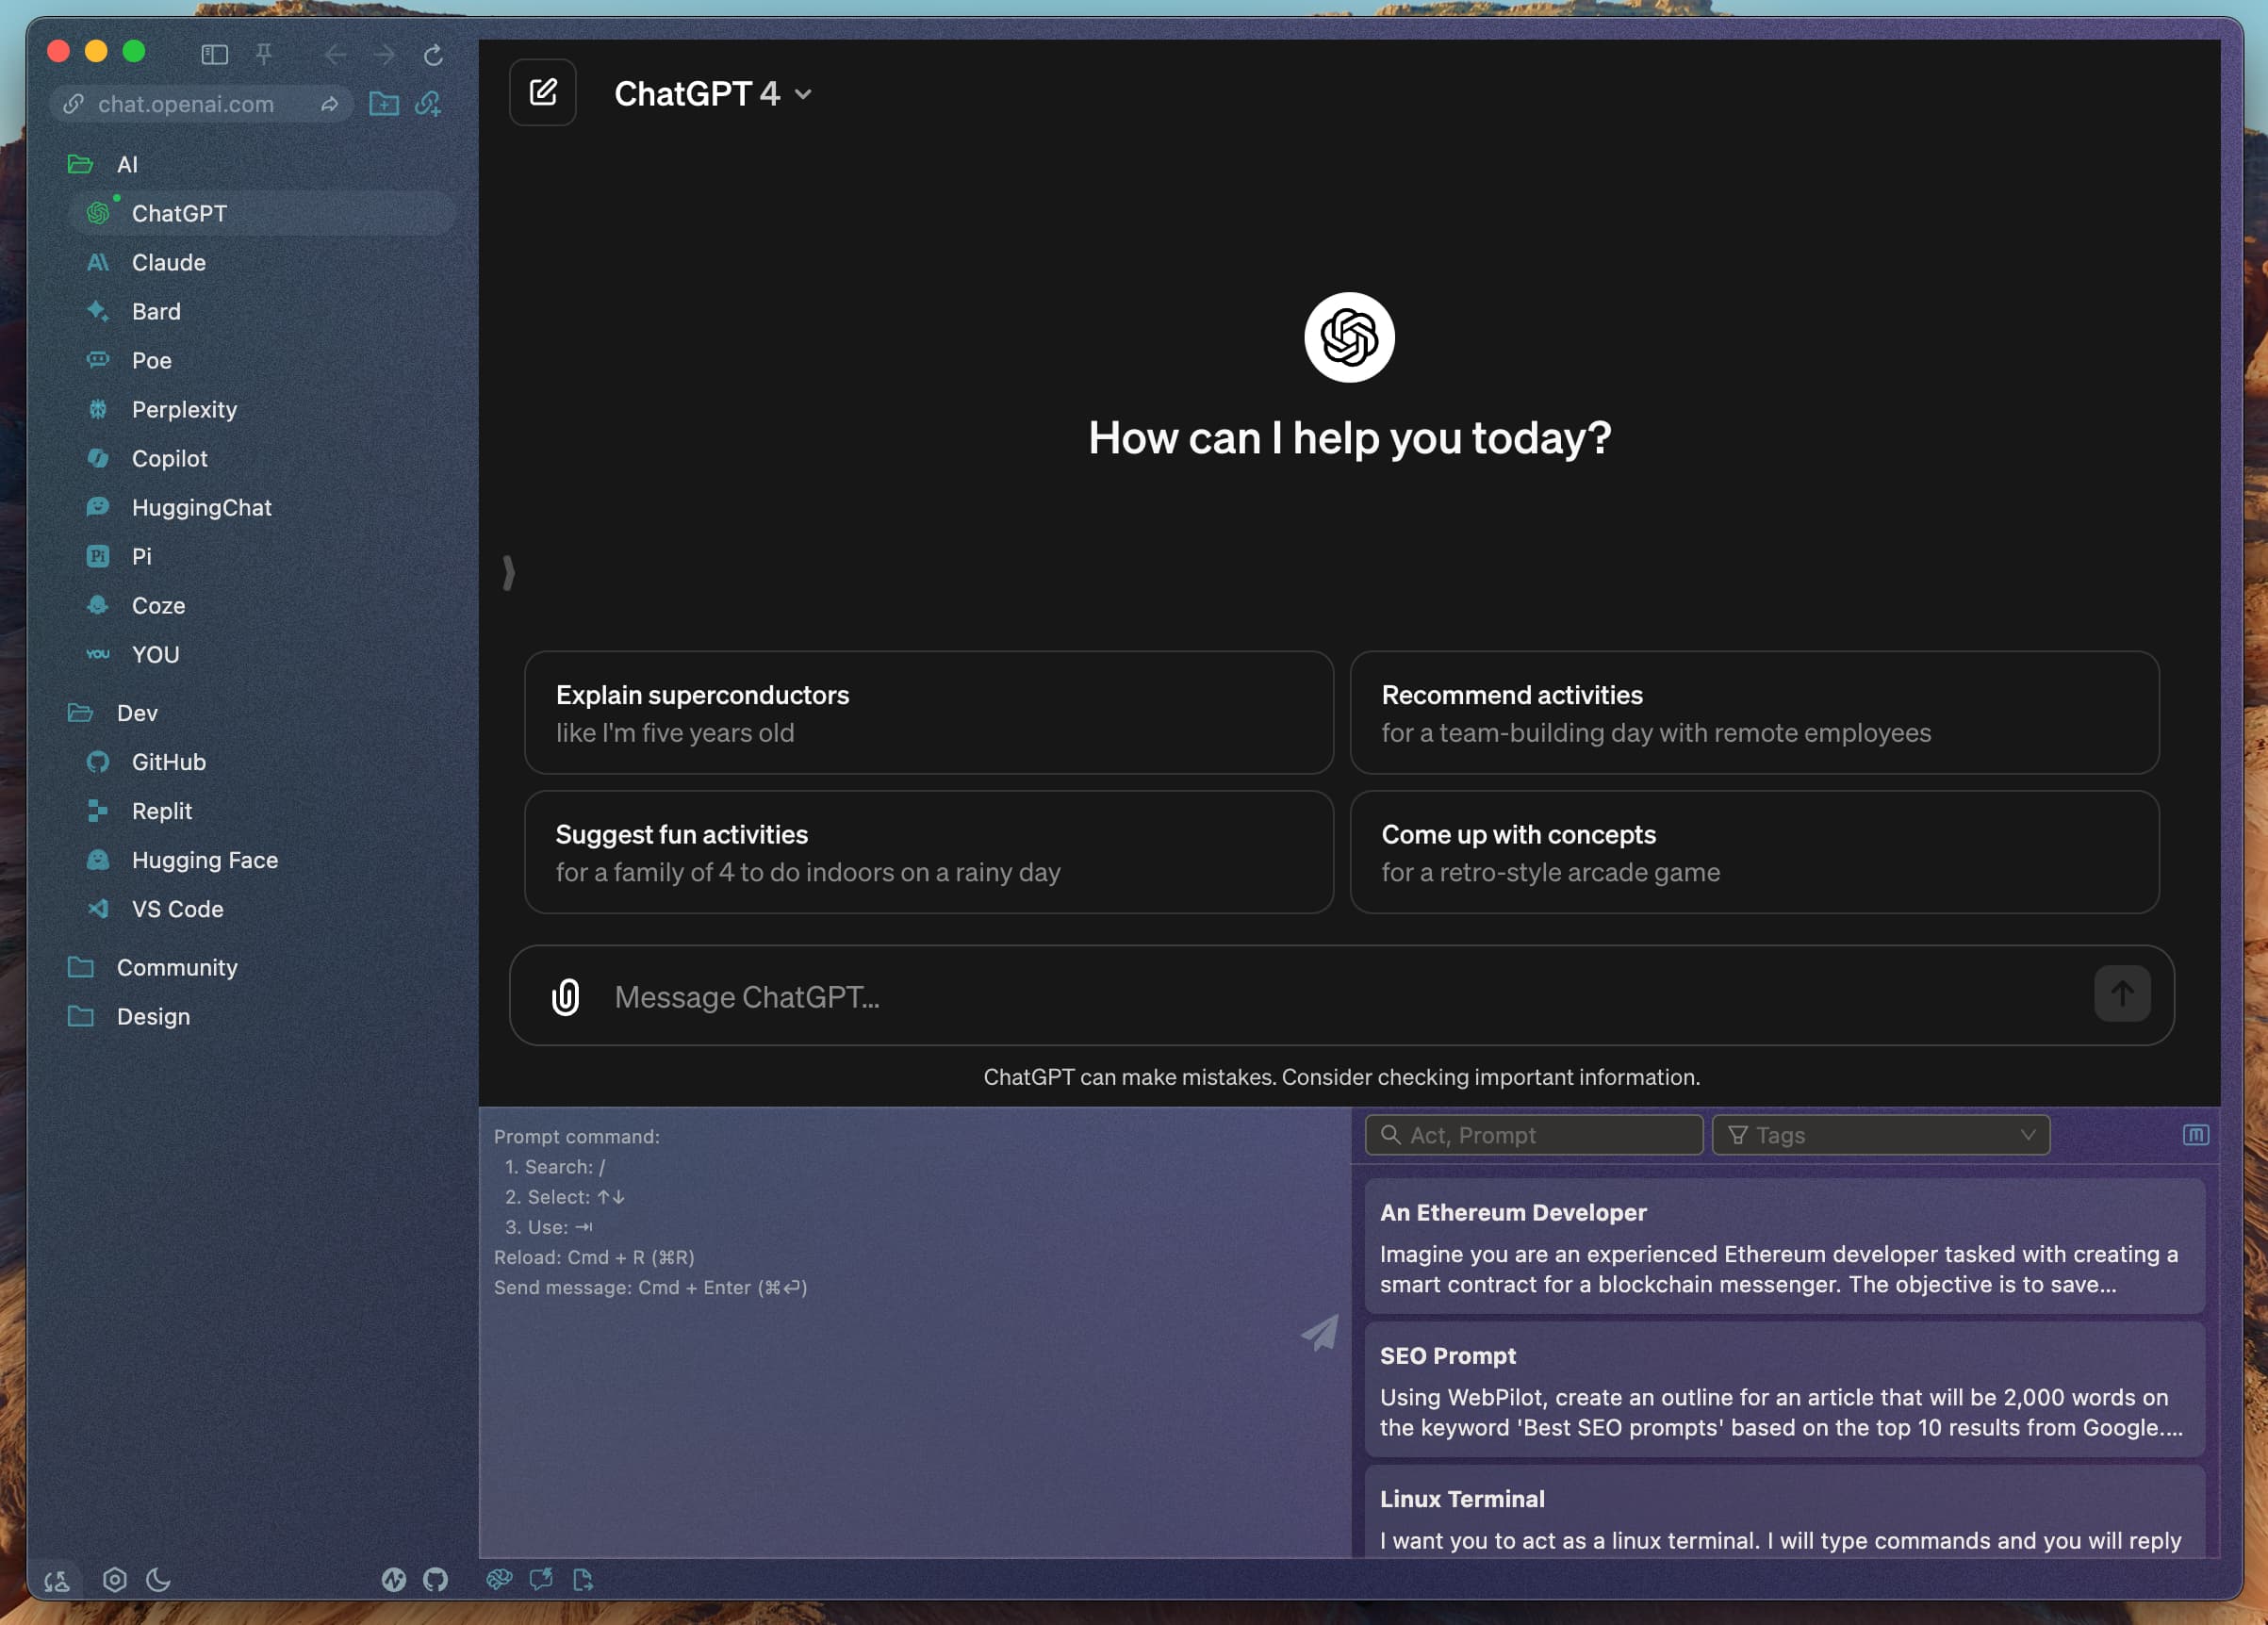 chat.openai.com
AI
ChatGPT
Claude
Bard
Poe
Perplexity
Copilot
HuggingChat
Pi
Pi
Coze
YOU
YOU
Dev
GitHub
Replit
Hugging Face
VS Code
Community
Design
ChatGPT 4
How can I help you today?
Explain superconductors
like I'm five years old
Recommend activities
for a team-building day with remote employees
Suggest fun activities
for a family of 4 to do indoors on a rainy day
Come up with concepts
for a retro-style arcade game
Message ChatGPT...
ChatGPT can make mistakes. Consider checking important information.
Prompt command:
1. Search: /
2. Select: ↑↓
3. Use: ⇥
Reload: Cmd + R (⌘R)
Send message: Cmd + Enter (⌘⏎)
Act, Prompt
Tags
An Ethereum Developer
Imagine you are an experienced Ethereum developer tasked with creating a
smart contract for a blockchain messenger. The objective is to save...
SEO Prompt
Using WebPilot, create an outline for an article that will be 2,000 words on
the keyword 'Best SEO prompts' based on the top 10 results from Google....
Linux Terminal
I want you to act as a linux terminal. I will type commands and you will reply